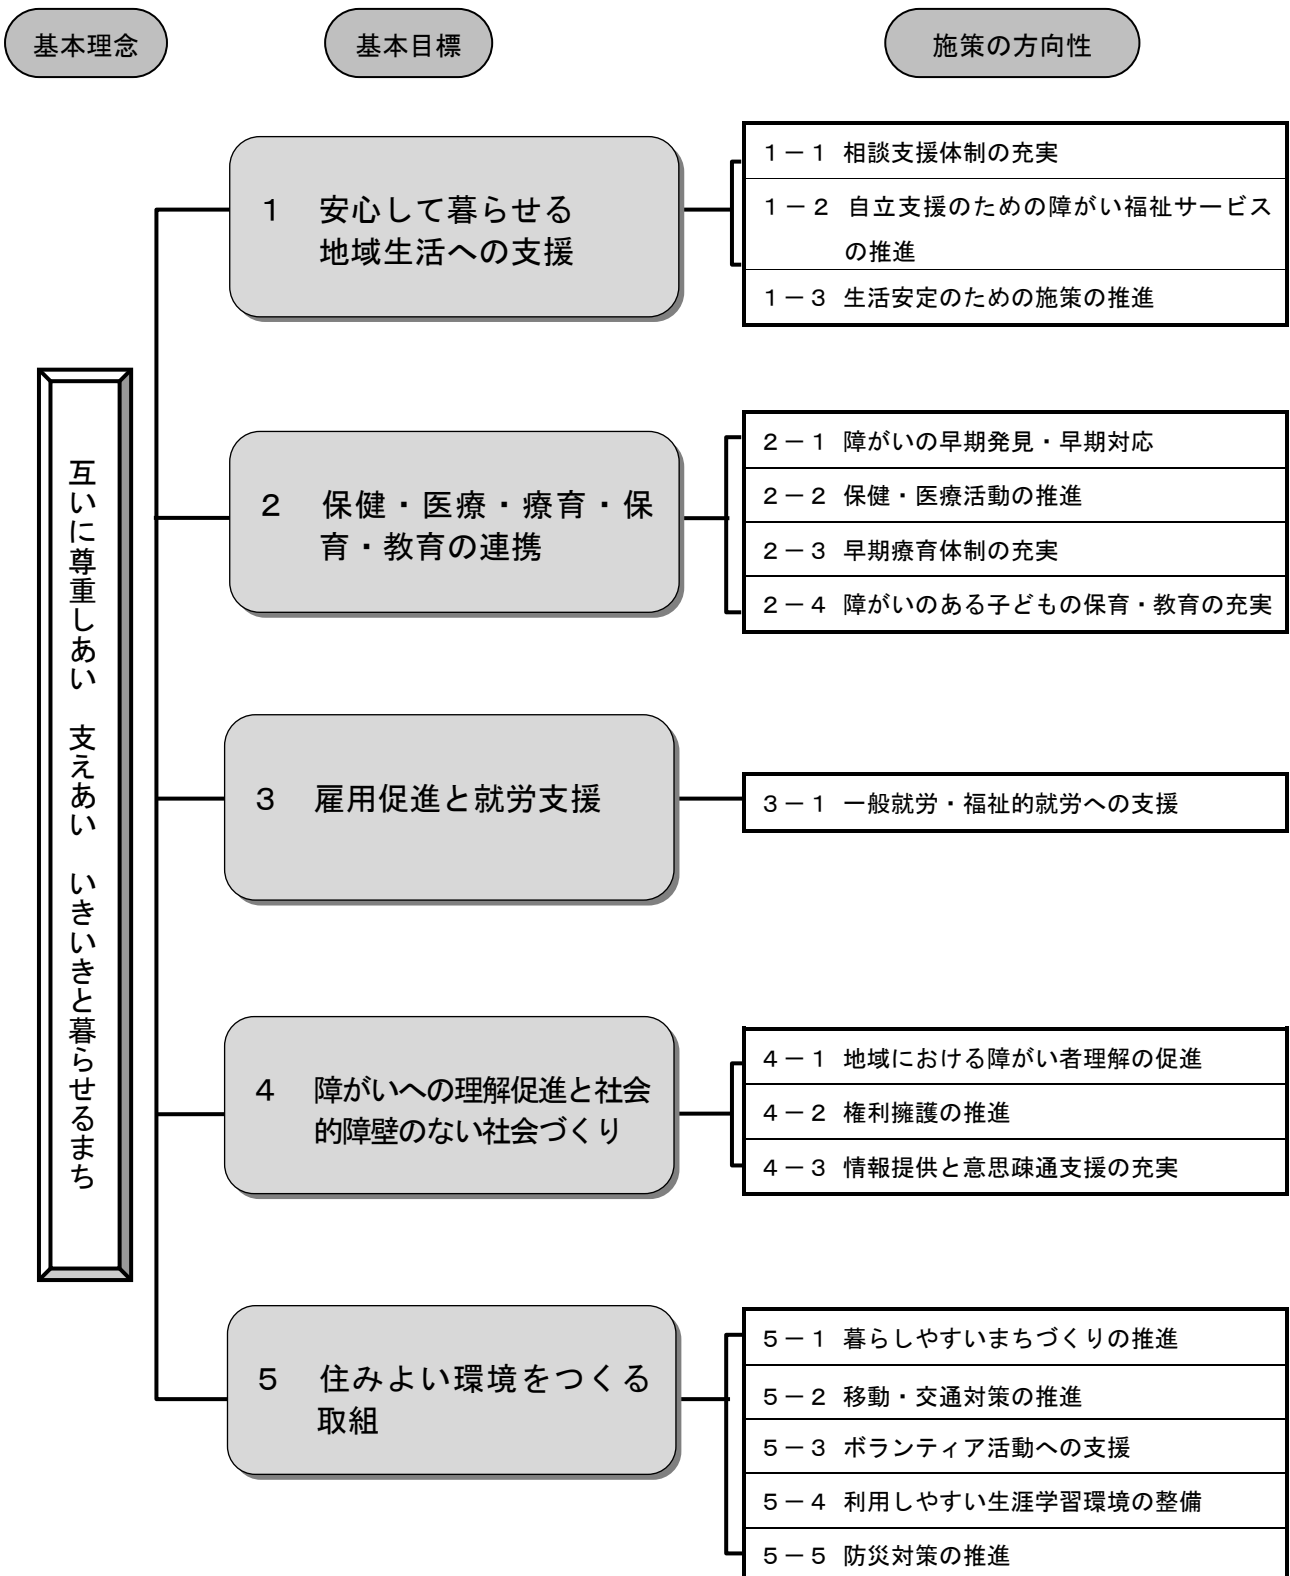 基本理念
基本目標
施策の方向性
互いに尊重しあい　支えあい　いきいきと暮らせるまち
1　安心して暮らせる
地域生活への支援
1－1 相談支援体制の充実
1－2 自立支援のための障がい福祉サービス
の推進
1－3 生活安定のための施策の推進
2　保健・医療・療育・保
育・教育の連携
2－1 障がいの早期発見・早期対応
2－2 保健・医療活動の推進
2－3 早期療育体制の充実
2－4 障がいのある子どもの保育・教育の充実
3　雇用促進と就労支援
3－1 一般就労・福祉的就労への支援
4　障がいへの理解促進と社会
的障壁のない社会づくり
4－1 地域における障がい者理解の促進
4－2 権利擁護の推進
4－3 情報提供と意思疎通支援の充実
5　住みよい環境をつくる
取組
5－1 暮らしやすいまちづくりの推進
5－2 移動・交通対策の推進
5－3 ボランティア活動への支援
5－4 利用しやすい生涯学習環境の整備
5－5 防災対策の推進